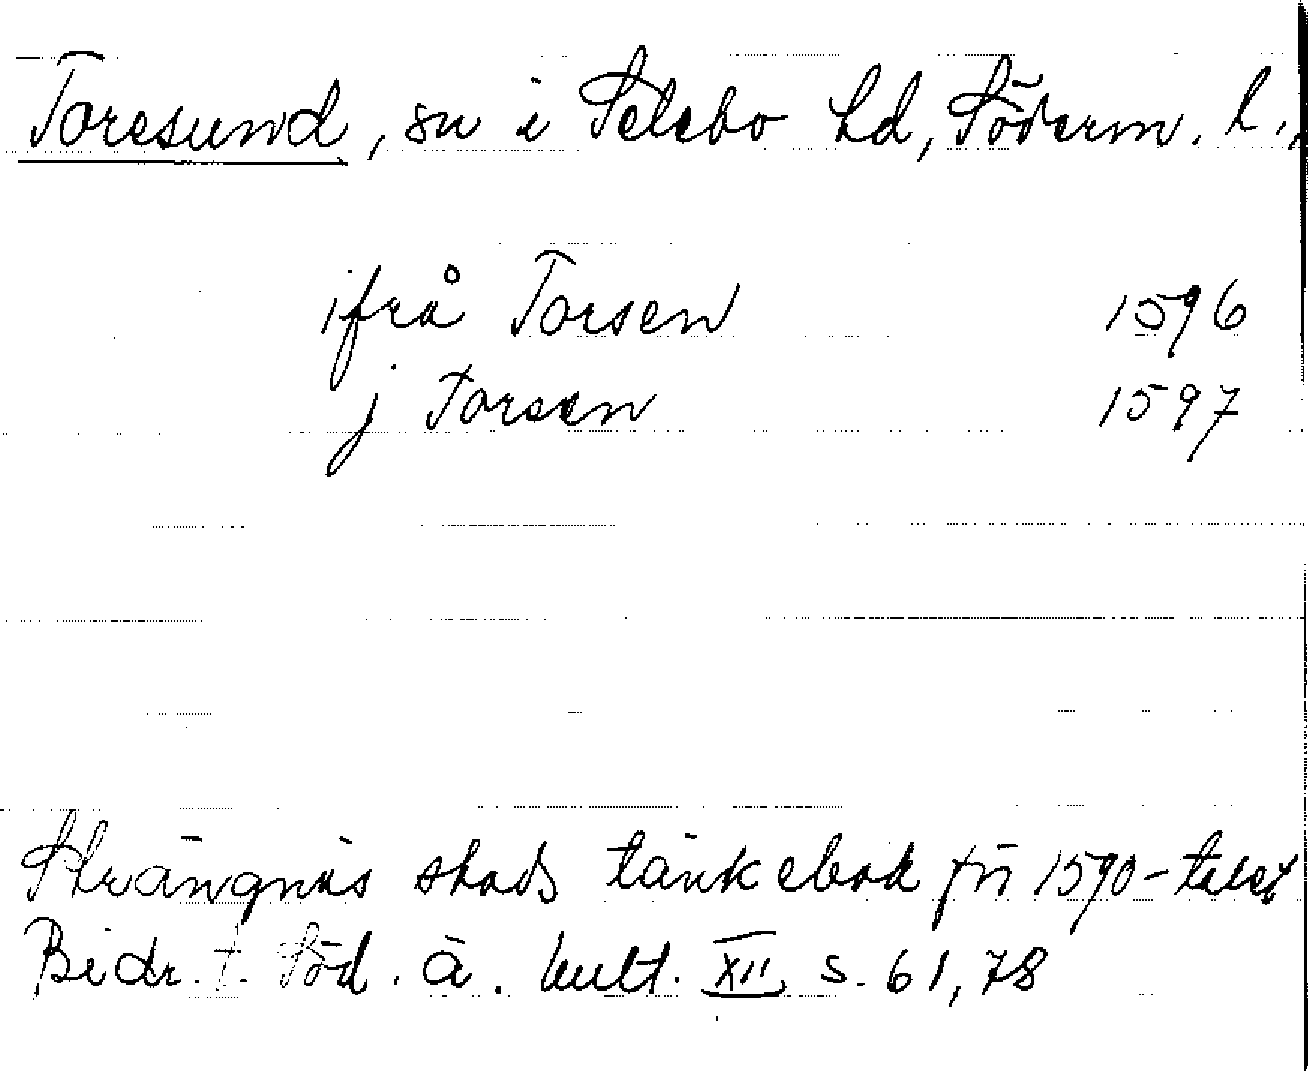 Toresund, sn i Selebo hd, Söderm. l.,
ifrå Torsen 1596
j Torsen 1597
Strängnäs stads tänkebok frn 1590-talet
Bidr. t. Söd. ä. kult. XII s. 61, 78